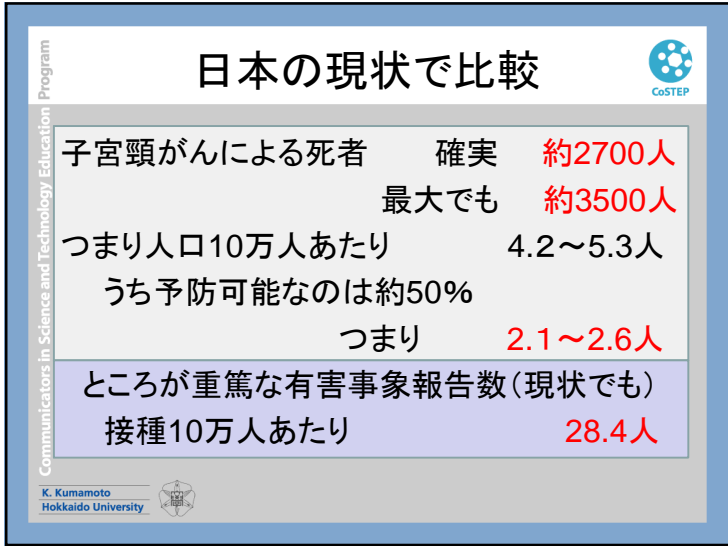 日本の現状で比較
CoSTEP
Communicators in Science and Technology Education Program
子宮頸がんによる死者 確実 約2700人
最大でも 約3500人
つまり人口10万人あたり 4.2～5.3人
うち予防可能なのは約50%
つまり 2.1～2.6人
ところが重篤な有害事象報告数(現状でも)
接種10万人あたり 28.4人
K. Kumamoto
Hokkaido University